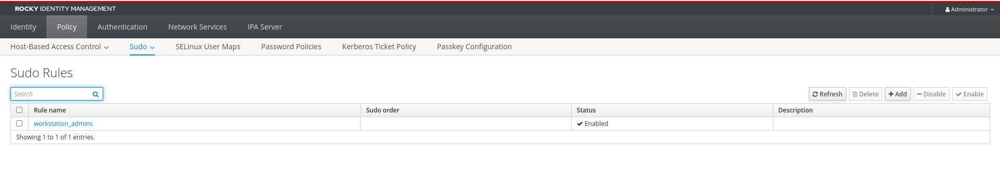 ROCKY IDENTITY MANAGEMENT Administrator
Identity Policy Authentication Network Services IPA Server
Host-Based Access Control Sudo SELinux User Maps Password Policies Kerberos Ticket Policy Passkey Configuration
Sudo Rules
Search Refresh Delete Add Disable Enable
Rule name Sudo order Status Description
workstation_admins Enabled
Showing 1 to 1 of 1 entries.